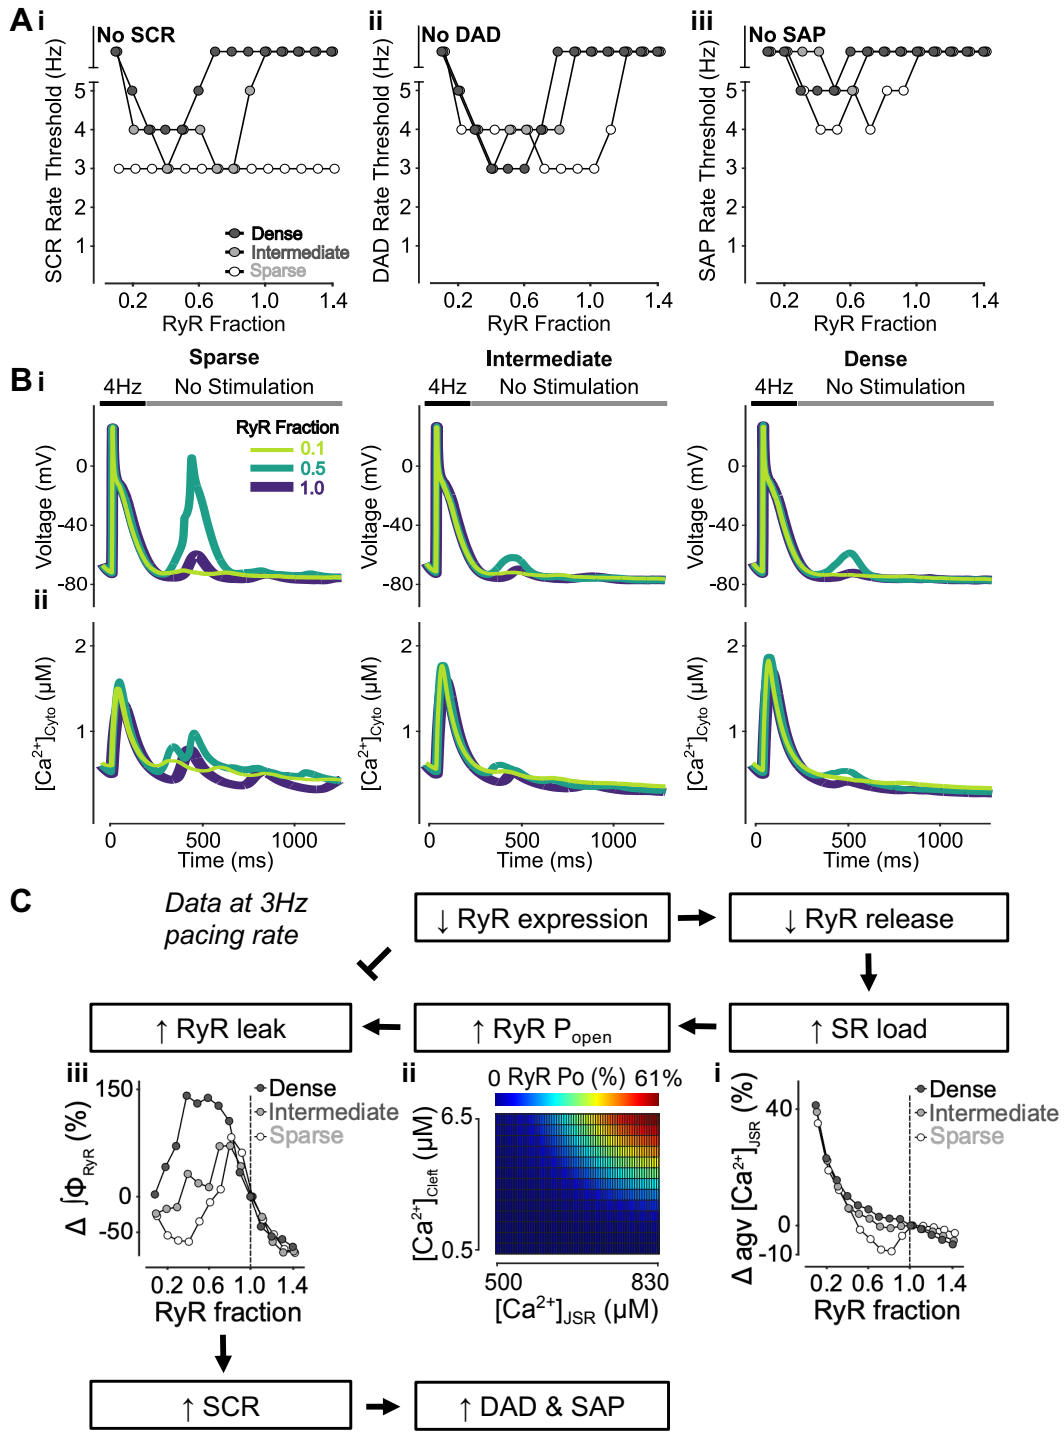 A i
No SCR
SCR Rate Threshold (Hz)
5
4
3
2
1
Dense
Intermediate
Sparse
0.2 0.6 1.0 1.4
RyR Fraction
ii
No DAD
DAD Rate Threshold (Hz)
5
4
3
2
1
0.2 0.6 1.0 1.4
RyR Fraction
iii
No SAP
SAP Rate Threshold (Hz)
5
4
3
2
1
0.2 0.6 1.0 1.4
RyR Fraction
B i
Sparse Intermediate Dense
4Hz No Stimulation 4Hz No Stimulation 4Hz No Stimulation
RyR Fraction
0.1
0.5
1.0
Voltage (mV)
0
-40
-80
Voltage (mV)
0
-40
-80
Voltage (mV)
0
-40
-80
ii
[Ca²⁺]Cyto (µM)
2
1
0 500 1000
Time (ms)
[Ca²⁺]Cyto (µM)
2
1
0 500 1000
Time (ms)
[Ca²⁺]Cyto (µM)
2
1
0 500 1000
Time (ms)
C
Data at 3Hz
pacing rate
↓ RyR expression
↓ RyR release
↑ RyR leak
↑ RyR Popen
↑ SR load
iii
150
0
-50
Δ ∫ΦRyR (%)
Dense
Intermediate
Sparse
0.2 0.6 1.0 1.4
RyR fraction
ii
0 RyR Po (%) 61%
6.5
0.5
[Ca²⁺]Cleft (µM)
500 830
[Ca²⁺]JSR (µM)
i
Δ agv [Ca²⁺]JSR (%)
40
0
-10
Dense
Intermediate
Sparse
0.2 0.6 1.0 1.4
RyR fraction
↑ SCR
↑ DAD & SAP